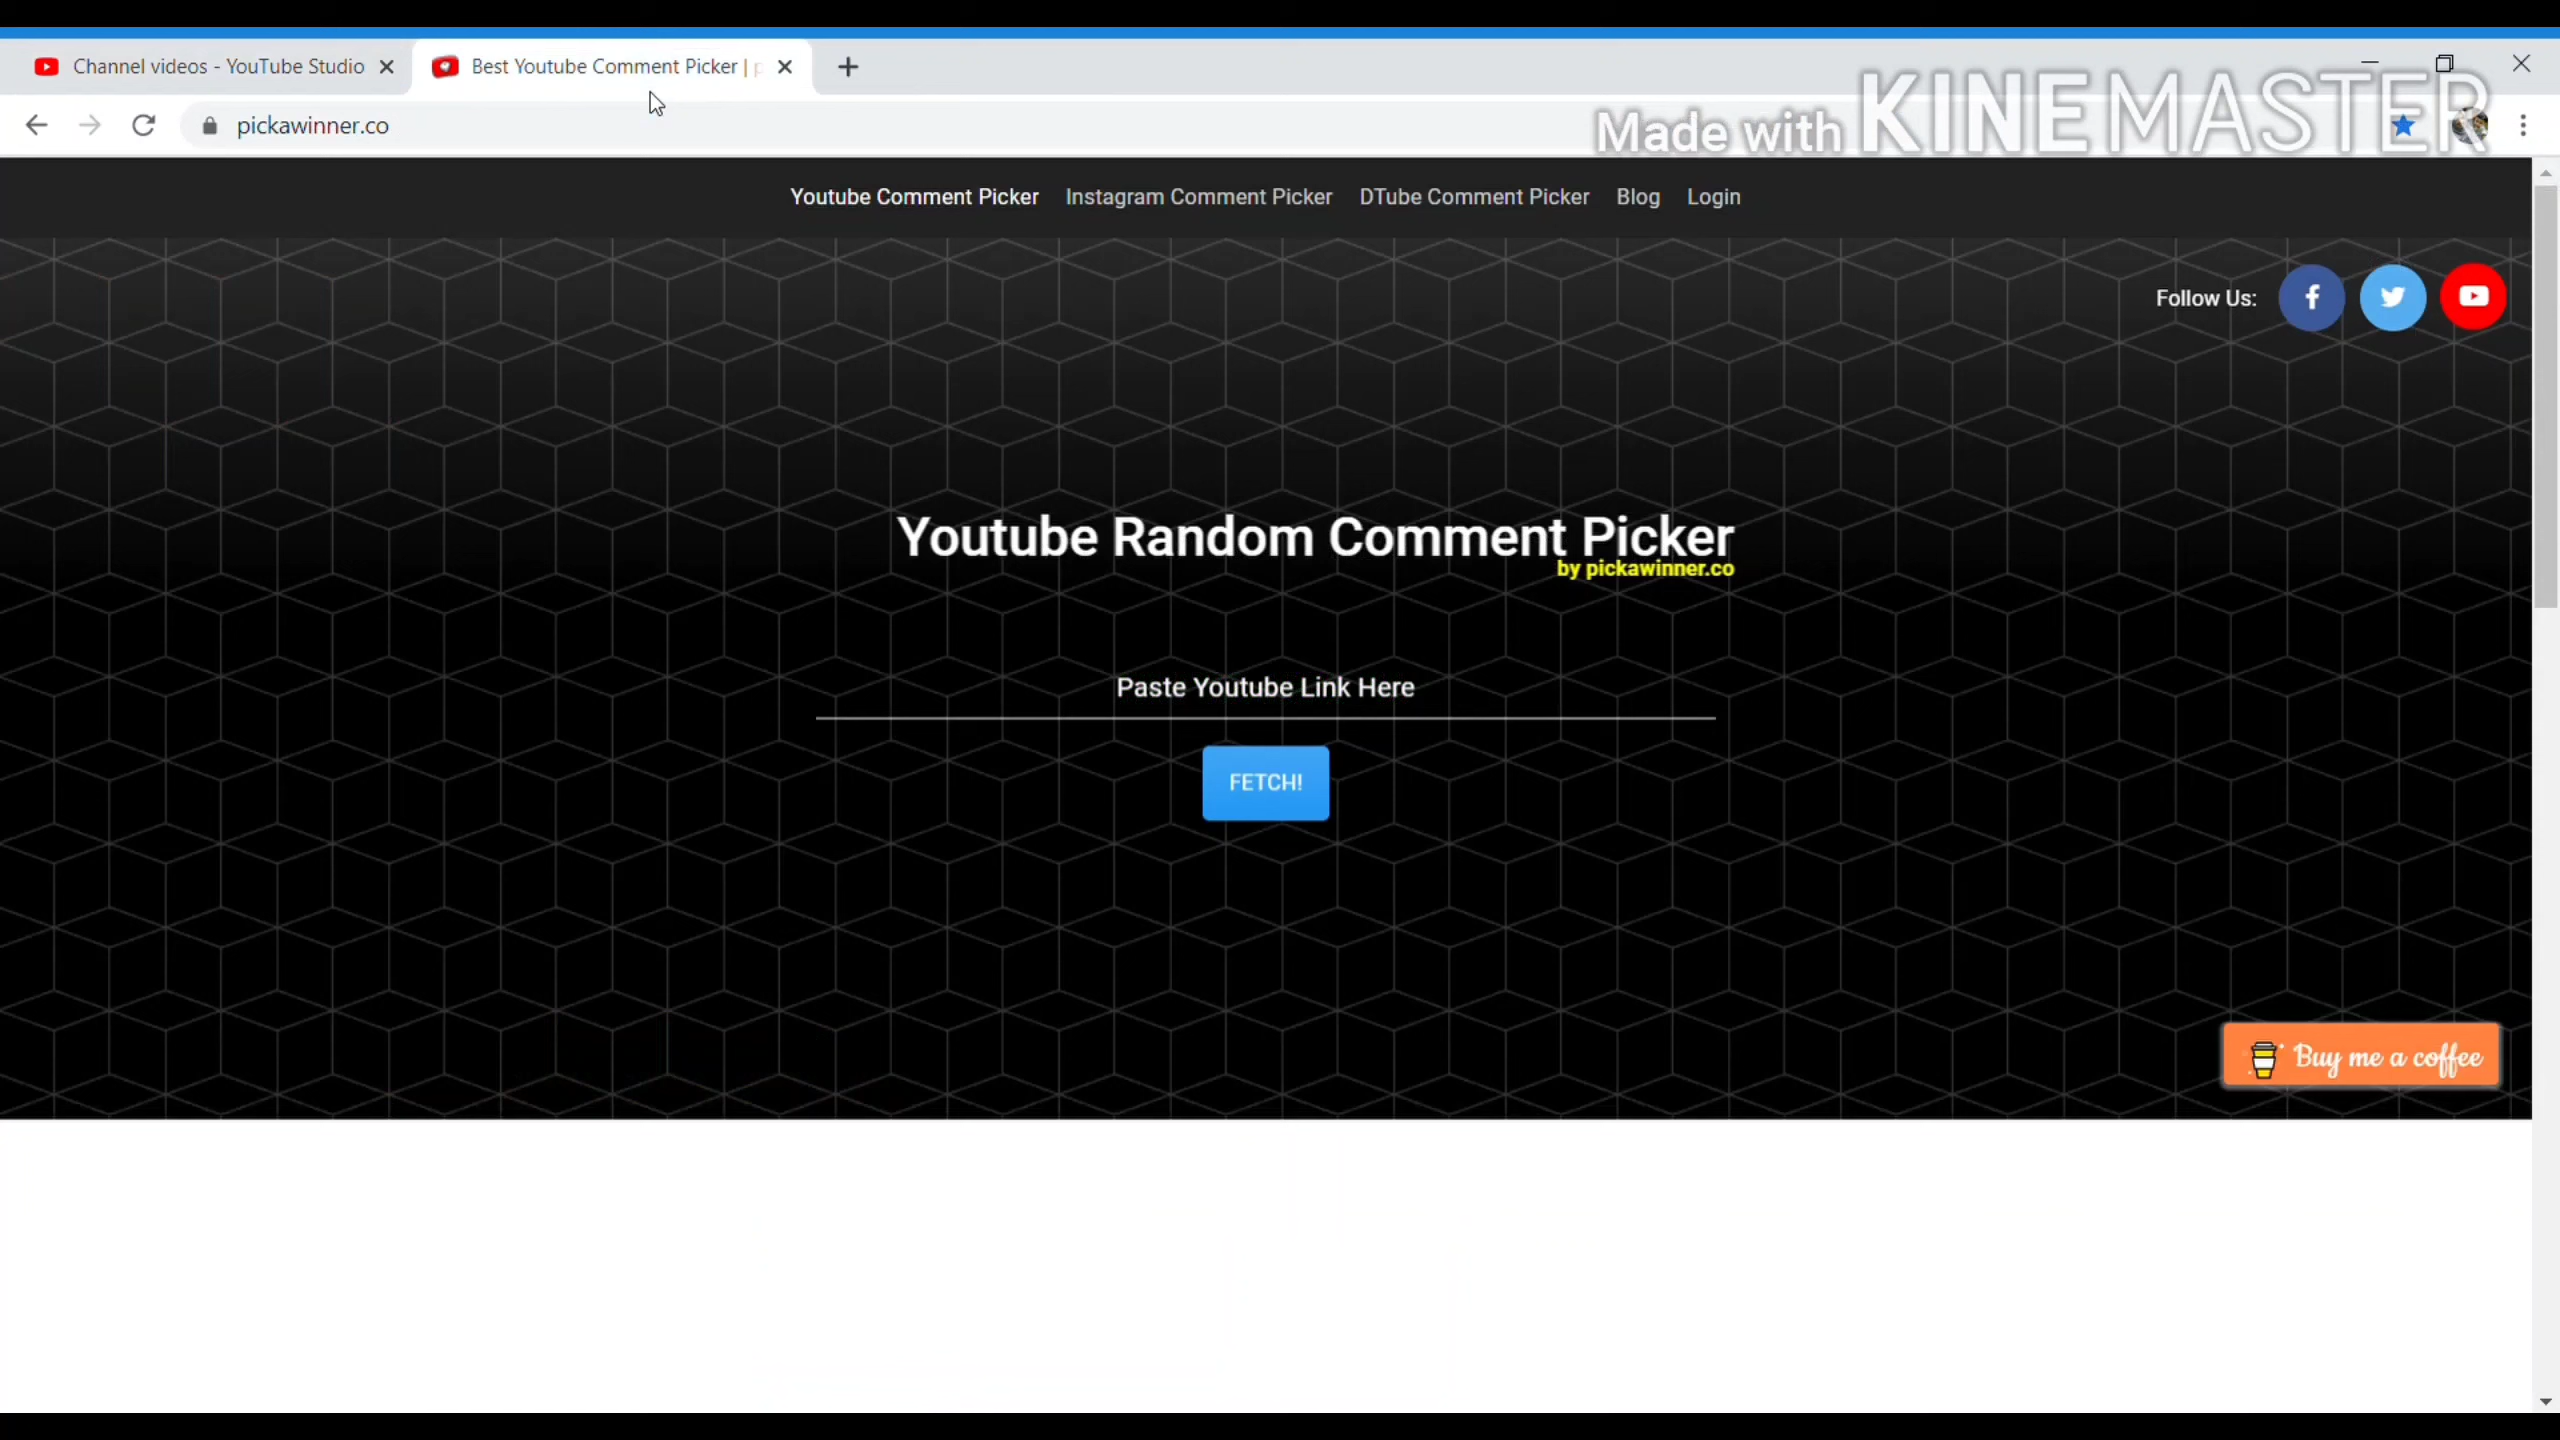 Channel videos - YouTube Studio
Best Youtube Comment Picker | p
pickawinner.co
Made with KINEMASTER
Youtube Comment Picker
Instagram Comment Picker
DTube Comment Picker
Blog
Login
Follow Us:
Youtube Random Comment Picker
by pickawinner.co
Paste Youtube Link Here
FETCH!
Buy me a coffee